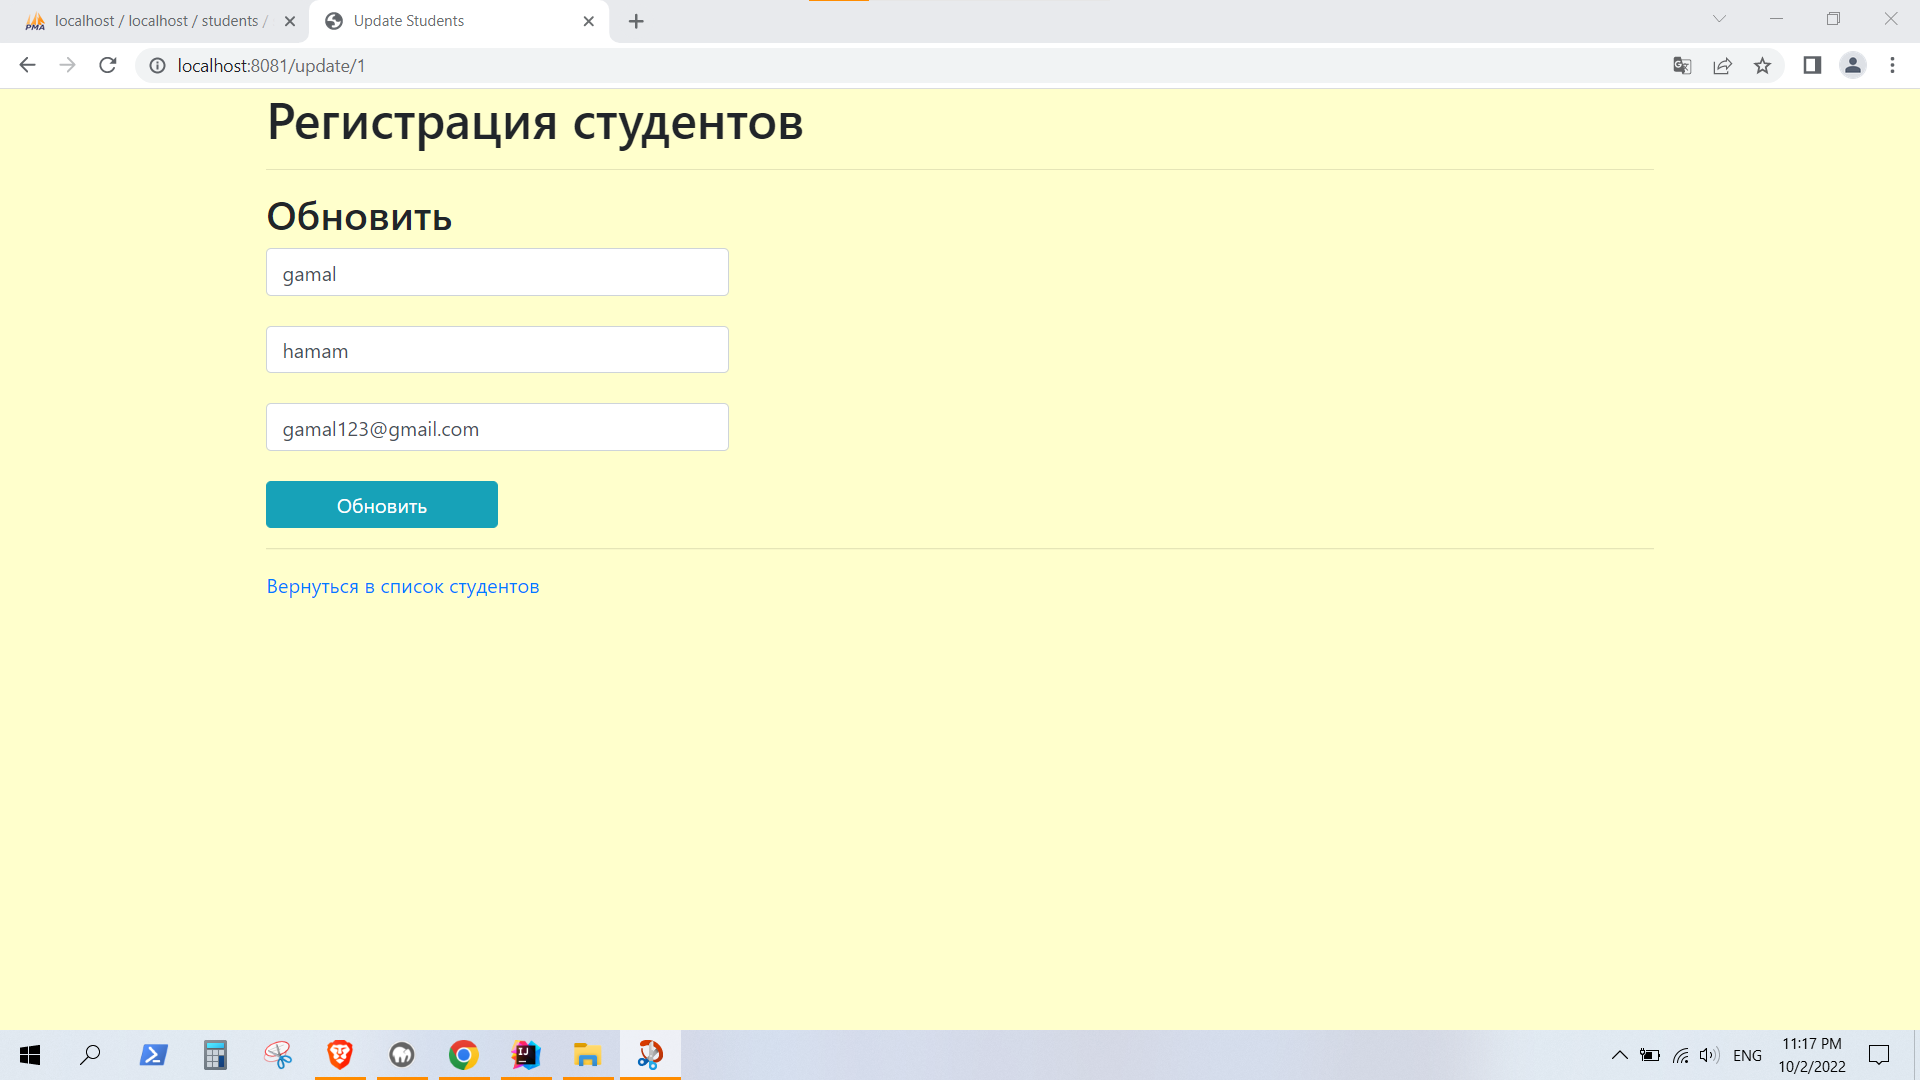 localhost / localhost / students /
Update Students
localhost:8081/update/1
Регистрация студентов
Обновить
gamal
hamam
gamal123@gmail.com
Обновить
Вернуться в список студентов
ENG
11:17 PM
10/2/2022